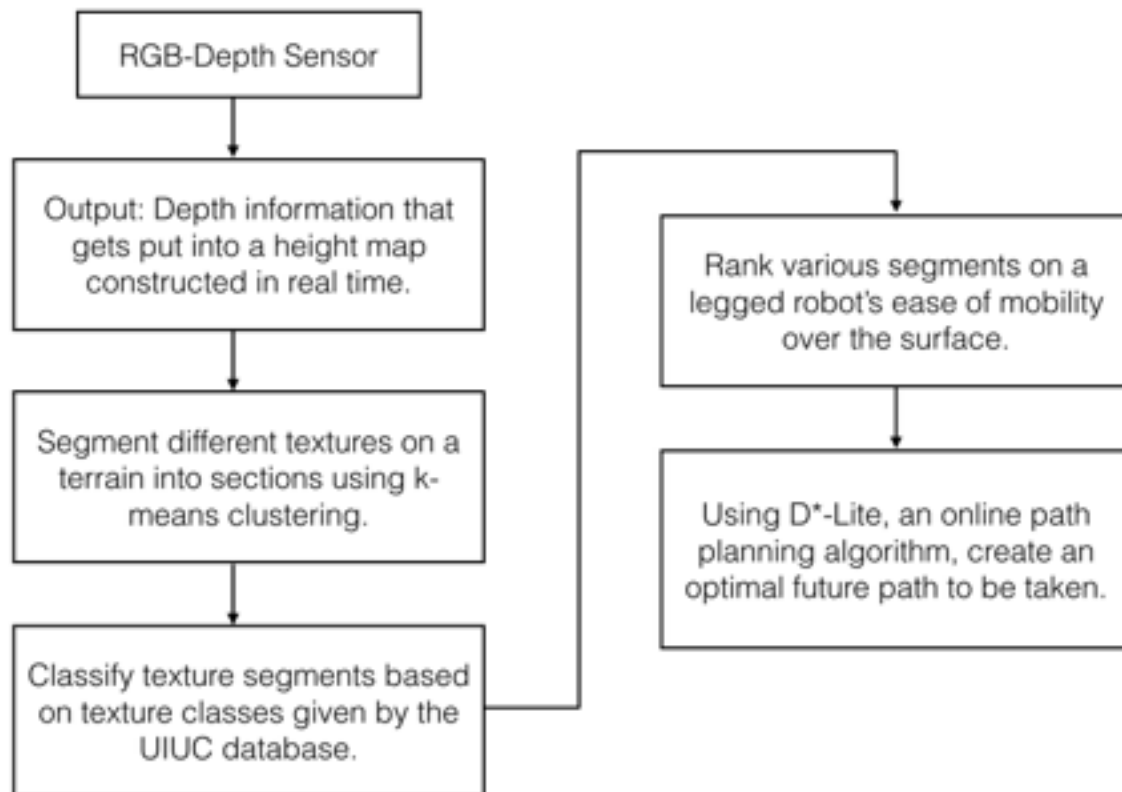 RGB-Depth Sensor
Output: Depth information that
gets put into a height map
constructed in real time.
Segment different textures on a
terrain into sections using k-
means clustering.
Classify texture segments based
on texture classes given by the
UIUC database.
Rank various segments on a
legged robot's ease of mobility
over the surface.
Using D*-Lite, an online path
planning algorithm, create an
optimal future path to be taken.